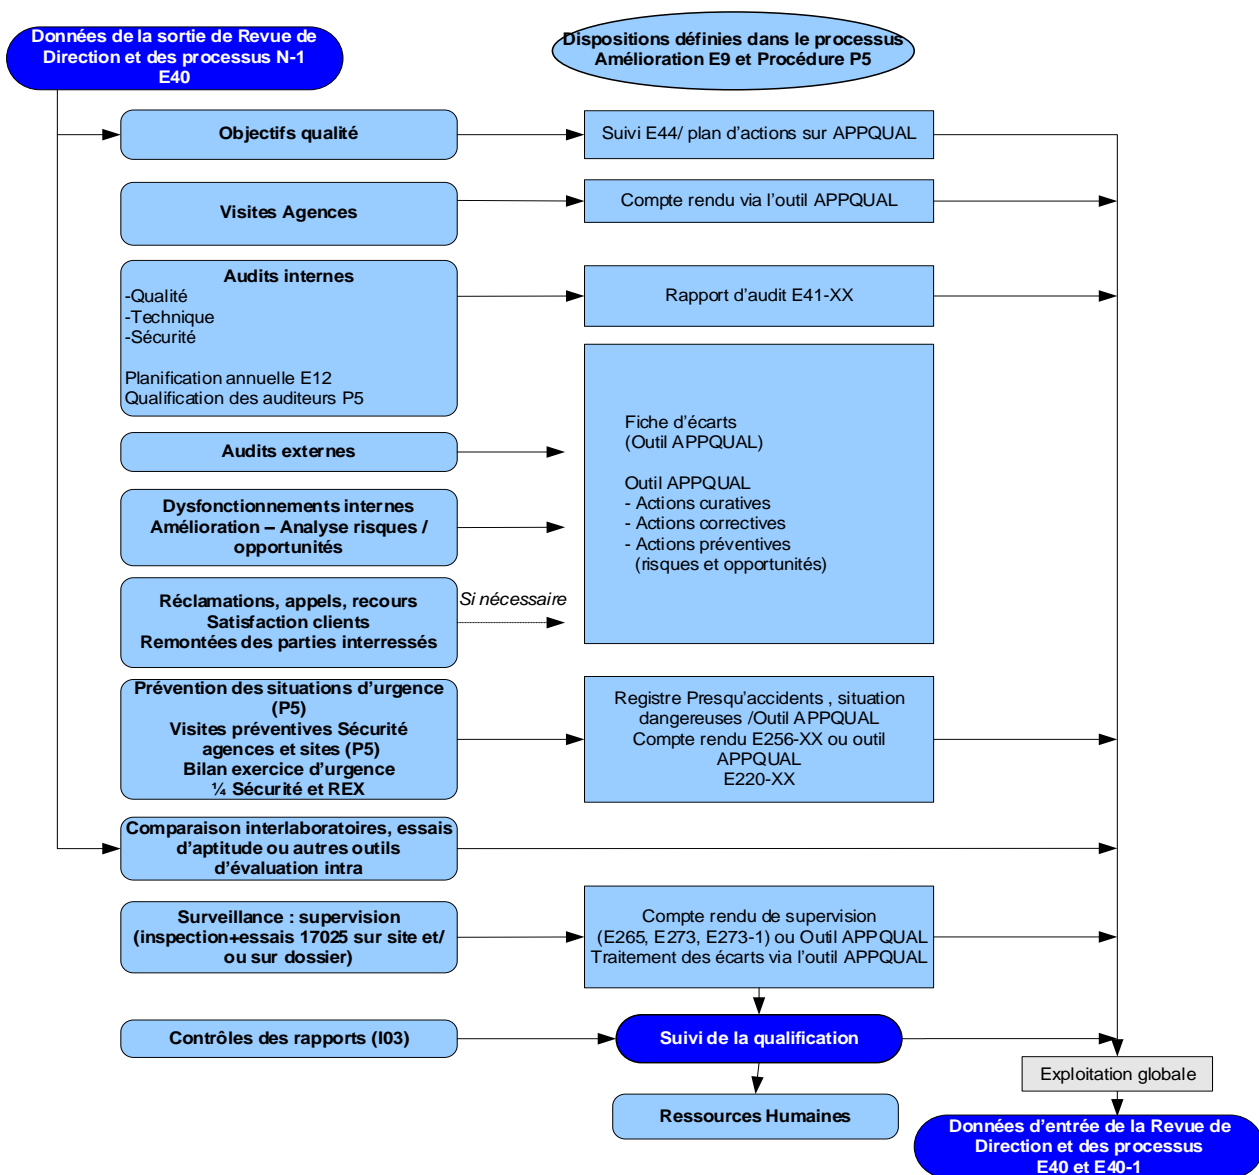 Données de la sortie de Revue de
Direction et des processus N-1
E40
Dispositions définies dans le processus
Amélioration E9 et Procédure P5
Objectifs qualité
Suivi E44/ plan d'actions sur APPQUAL
Visites Agences
Compte rendu via l'outil APPQUAL
Audits internes
-Qualité
-Technique
-Sécurité
Planification annuelle E12
Qualification des auditeurs P5
Rapport d'audit E41-XX
Fiche d'écarts
(Outil APPQUAL)
Outil APPQUAL
- Actions curatives
- Actions correctives
- Actions préventives
(risques et opportunités)
Audits externes
Dysfonctionnements internes
Amélioration – Analyse risques /
opportunités
Réclamations, appels, recours
Satisfaction clients
Remontées des parties interressés
Si nécessaire
Prévention des situations d'urgence
(P5)
Visites préventives Sécurité
agences et sites (P5)
Bilan exercice d'urgence
¼ Sécurité et REX
Registre Presqu'accidents , situation
dangereuses /Outil APPQUAL
Compte rendu E256-XX ou outil
APPQUAL
E220-XX
Comparaison interlaboratoires, essais
d'aptitude ou autres outils
d'évaluation intra
Surveillance : supervision
(inspection+essais 17025 sur site et/
ou sur dossier)
Compte rendu de supervision
(E265, E273, E273-1) ou Outil APPQUAL
Traitement des écarts via l'outil APPQUAL
Contrôles des rapports (I03)
Suivi de la qualification
Ressources Humaines
Exploitation globale
Données d'entrée de la Revue de
Direction et des processus
E40 et E40-1